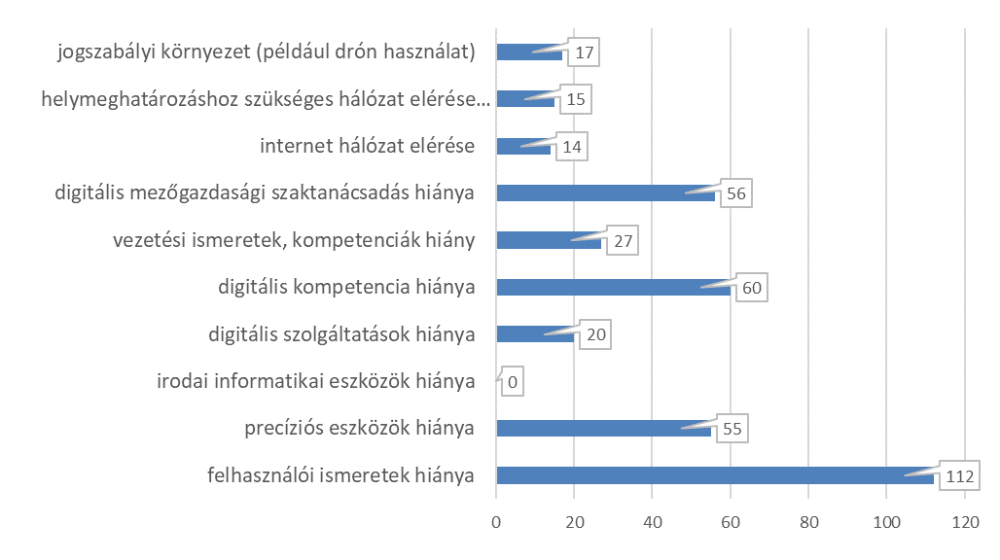 jogszabályi környezet (például drón használat)
17
helymeghatározáshoz szükséges hálózat elérése...
15
internet hálózat elérése
14
digitális mezőgazdasági szaktanácsadás hiánya
56
vezetési ismeretek, kompetenciák hiány
27
digitális kompetencia hiánya
60
digitális szolgáltatások hiánya
20
irodai informatikai eszközök hiánya
0
precíziós eszközök hiánya
55
felhasználói ismeretek hiánya
112
0 20 40 60 80 100 120